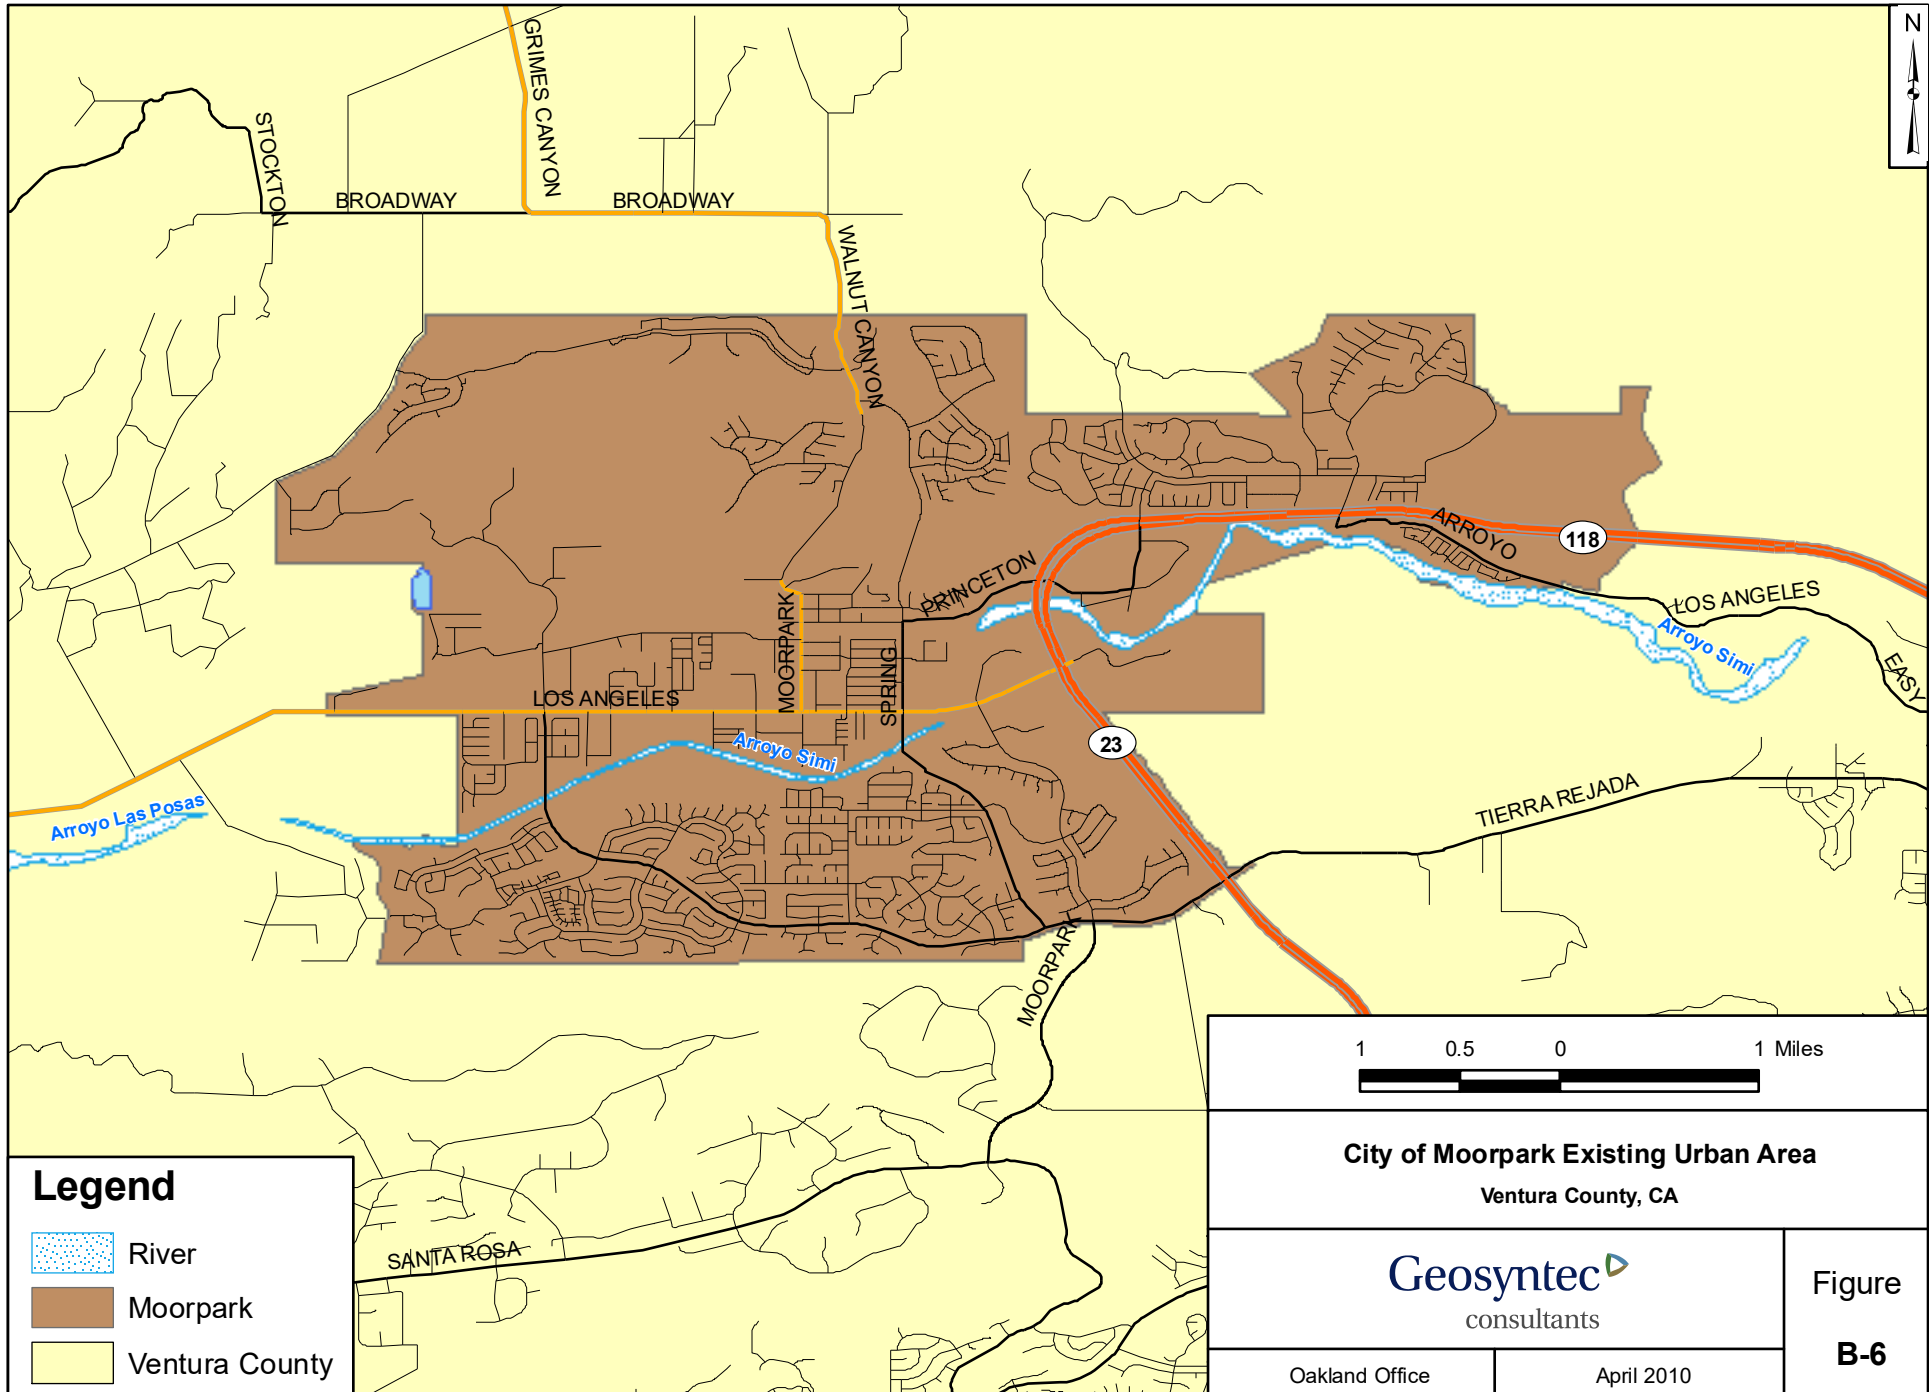 N
GRIMES CANYON
STOCKTON
BROADWAY
BROADWAY
WALNUT CANYON
ARROYO
118
PRINCETON
LOS ANGELES
Arroyo Simi
EASY
MOORPARK
SPRING
LOS ANGELES
Arroyo Simi
23
TIERRA REJADA
Arroyo Las Posas
MOORPARK
SANTA ROSA
1 0.5 0 1 Miles
City of Moorpark Existing Urban Area
Ventura County, CA
Geosyntec
consultants
Figure
B-6
Oakland Office
April 2010
Legend
River
Moorpark
Ventura County